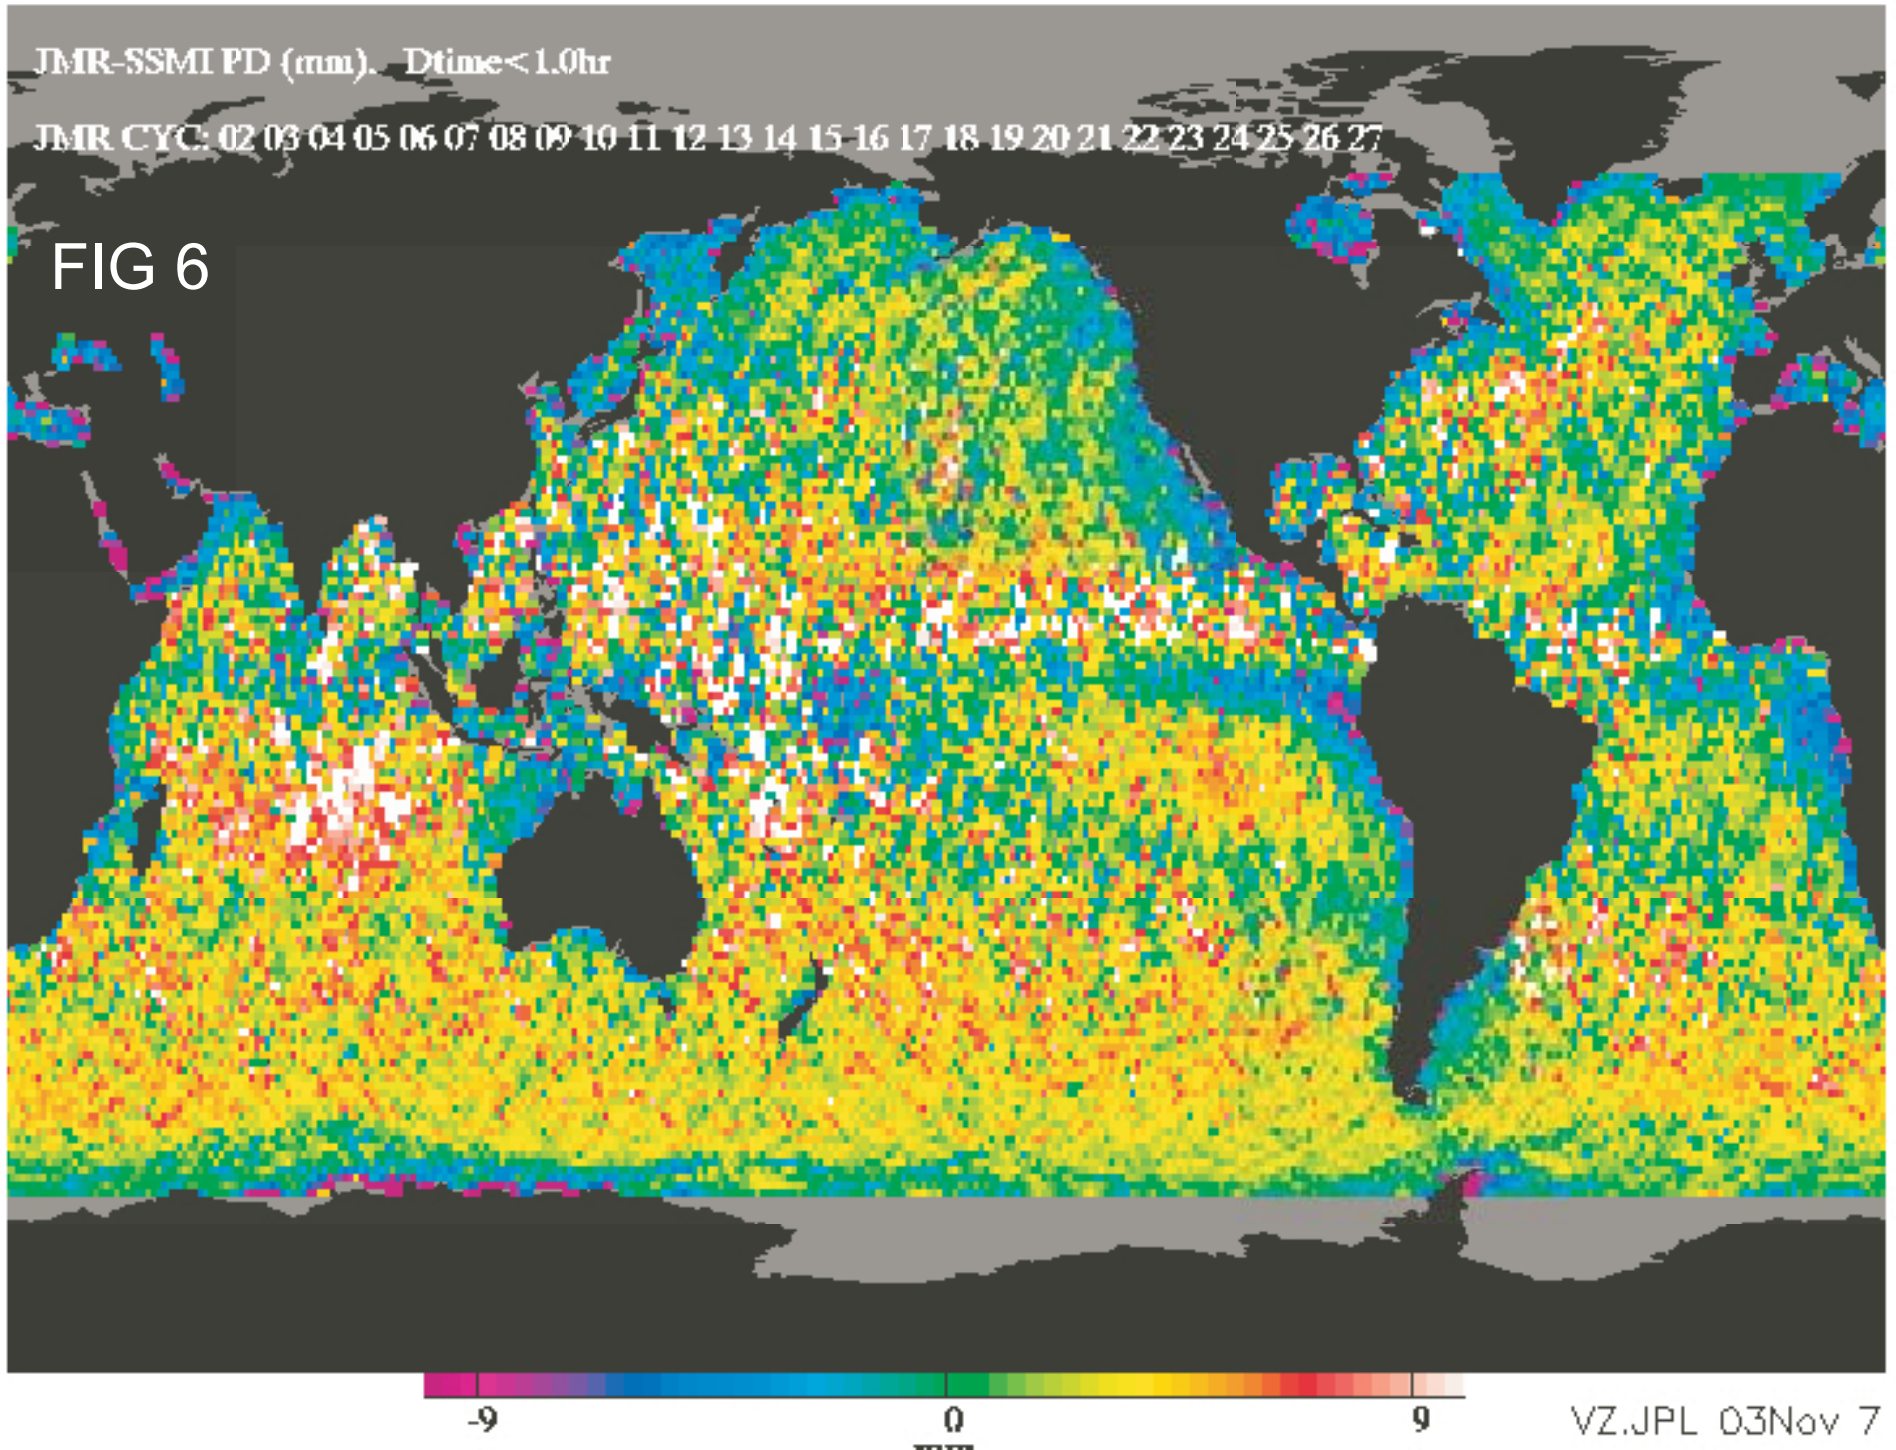 JMR-SSMI PD (mm). Dtime<1.0hr
JMR CYC: 02 03 04 05 06 07 08 09 10 11 12 13 14 15 16 17 18 19 20 21 22 23 24 25 26 27
FIG 6
-9 0 9
VZ.JPL 03Nov 7